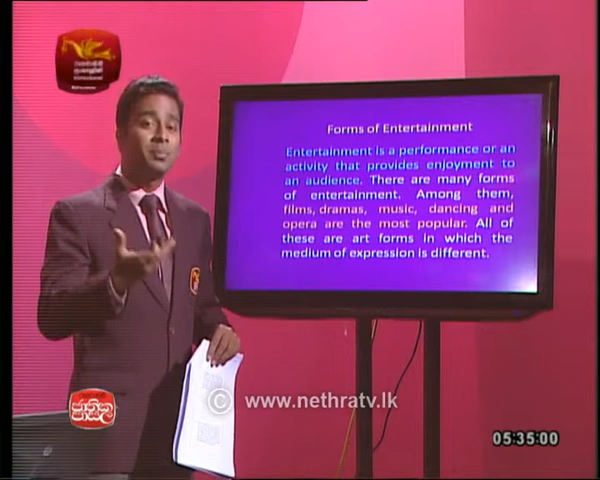 Forms of Entertainment
Entertainment is a performance or an
activity that provides enjoyment to
an audience. There are many forms
of entertainment. Among them,
films, dramas, music, dancing and
opera are the most popular. All of
these are art forms in which the
medium of expression is different.
© www.nethratv.lk
05:35:00